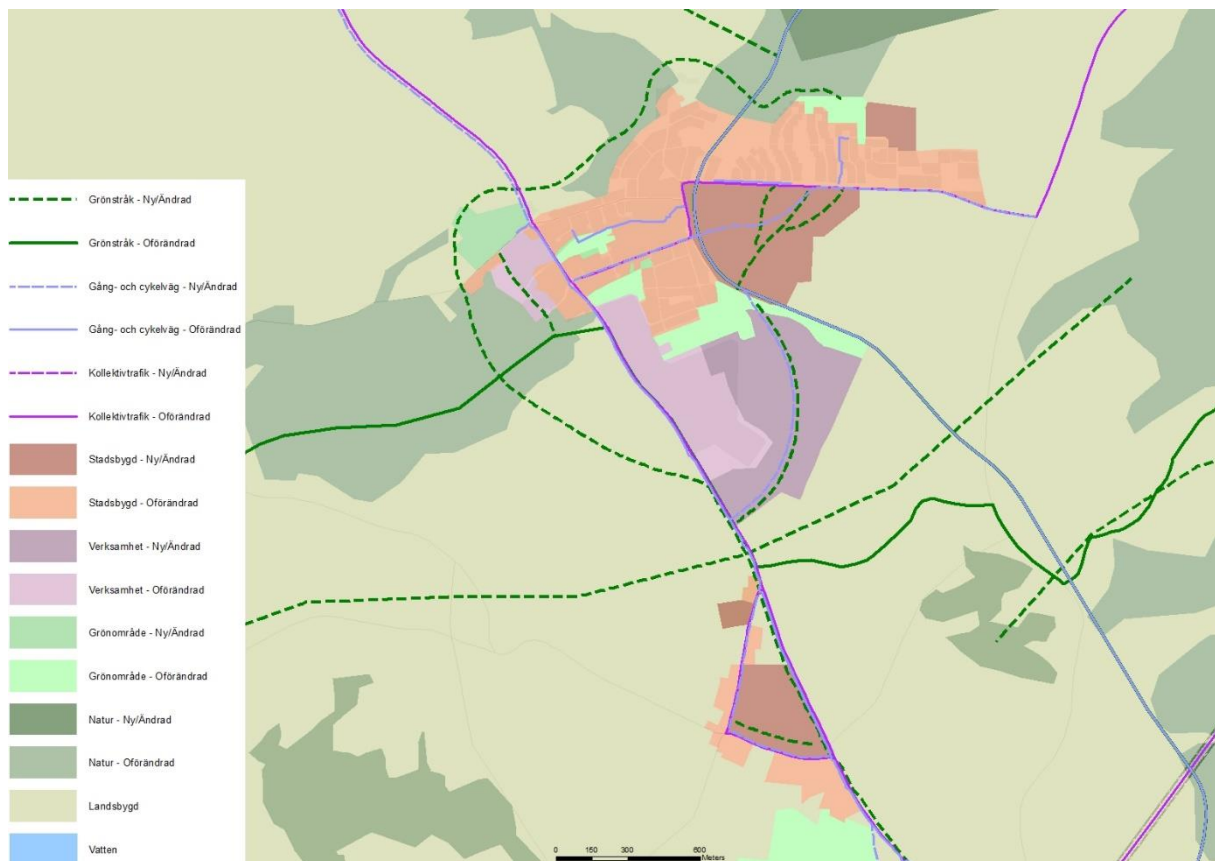 Grönstråk - Ny/Ändrad
Grönstråk - Oförändrad
Gång- och cykelväg - Ny/Ändrad
Gång- och cykelväg - Oförändrad
Kollektivtrafik - Ny/Ändrad
Kollektivtrafik - Oförändrad
Stadsbygd - Ny/Ändrad
Stadsbygd - Oförändrad
Verksamhet - Ny/Ändrad
Verksamhet - Oförändrad
Grönområde - Ny/Ändrad
Grönområde - Oförändrad
Natur - Ny/Ändrad
Natur - Oförändrad
Landsbygd
Vatten
0 150 300 600
Meters